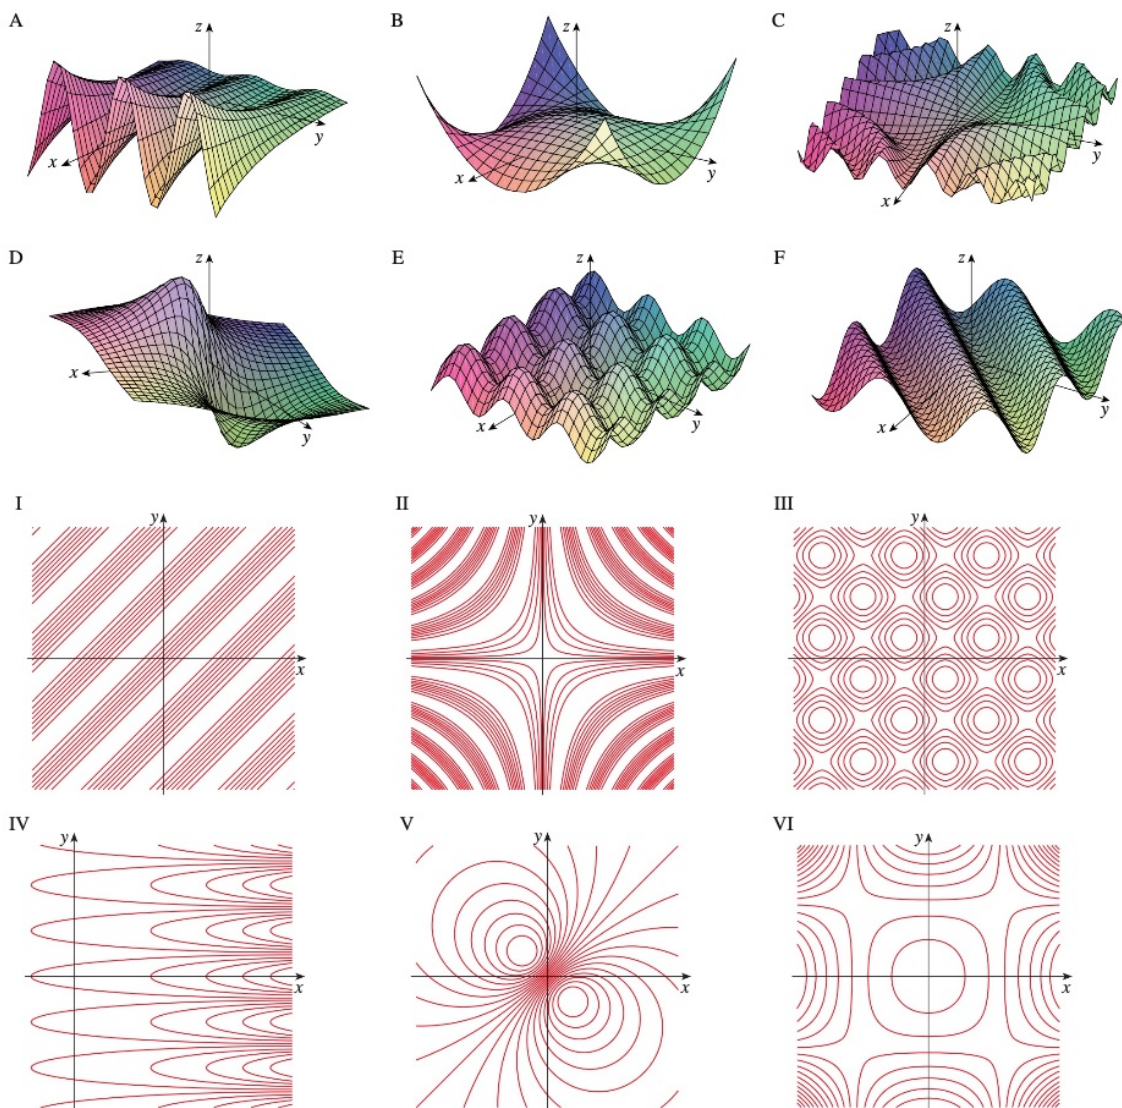 A B C
z z z
y y y
x x x
D E F
z z z
x y x y x y
I II III
y y y
x x x
IV V VI
y y y
x x x